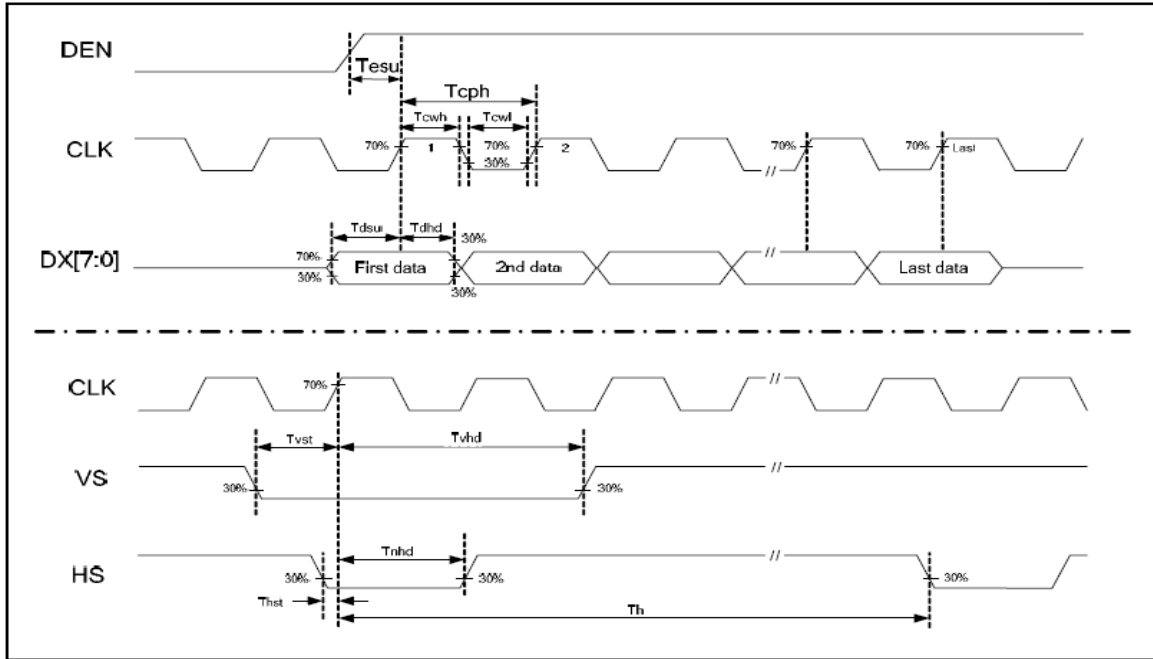 DEN
Tesu
Tcph
Tcwh Tcwl
CLK 70% 1 70% 2 70% 70% Last
30%
//
Tdsu Tdhd 30%
DX[7:0] 70% First data 2nd data // Last data
30% 30%
CLK 70% //
Tvst Tvhd
VS 30% 30% //
Tnhd
HS 30% 30% // 30%
Thst Th